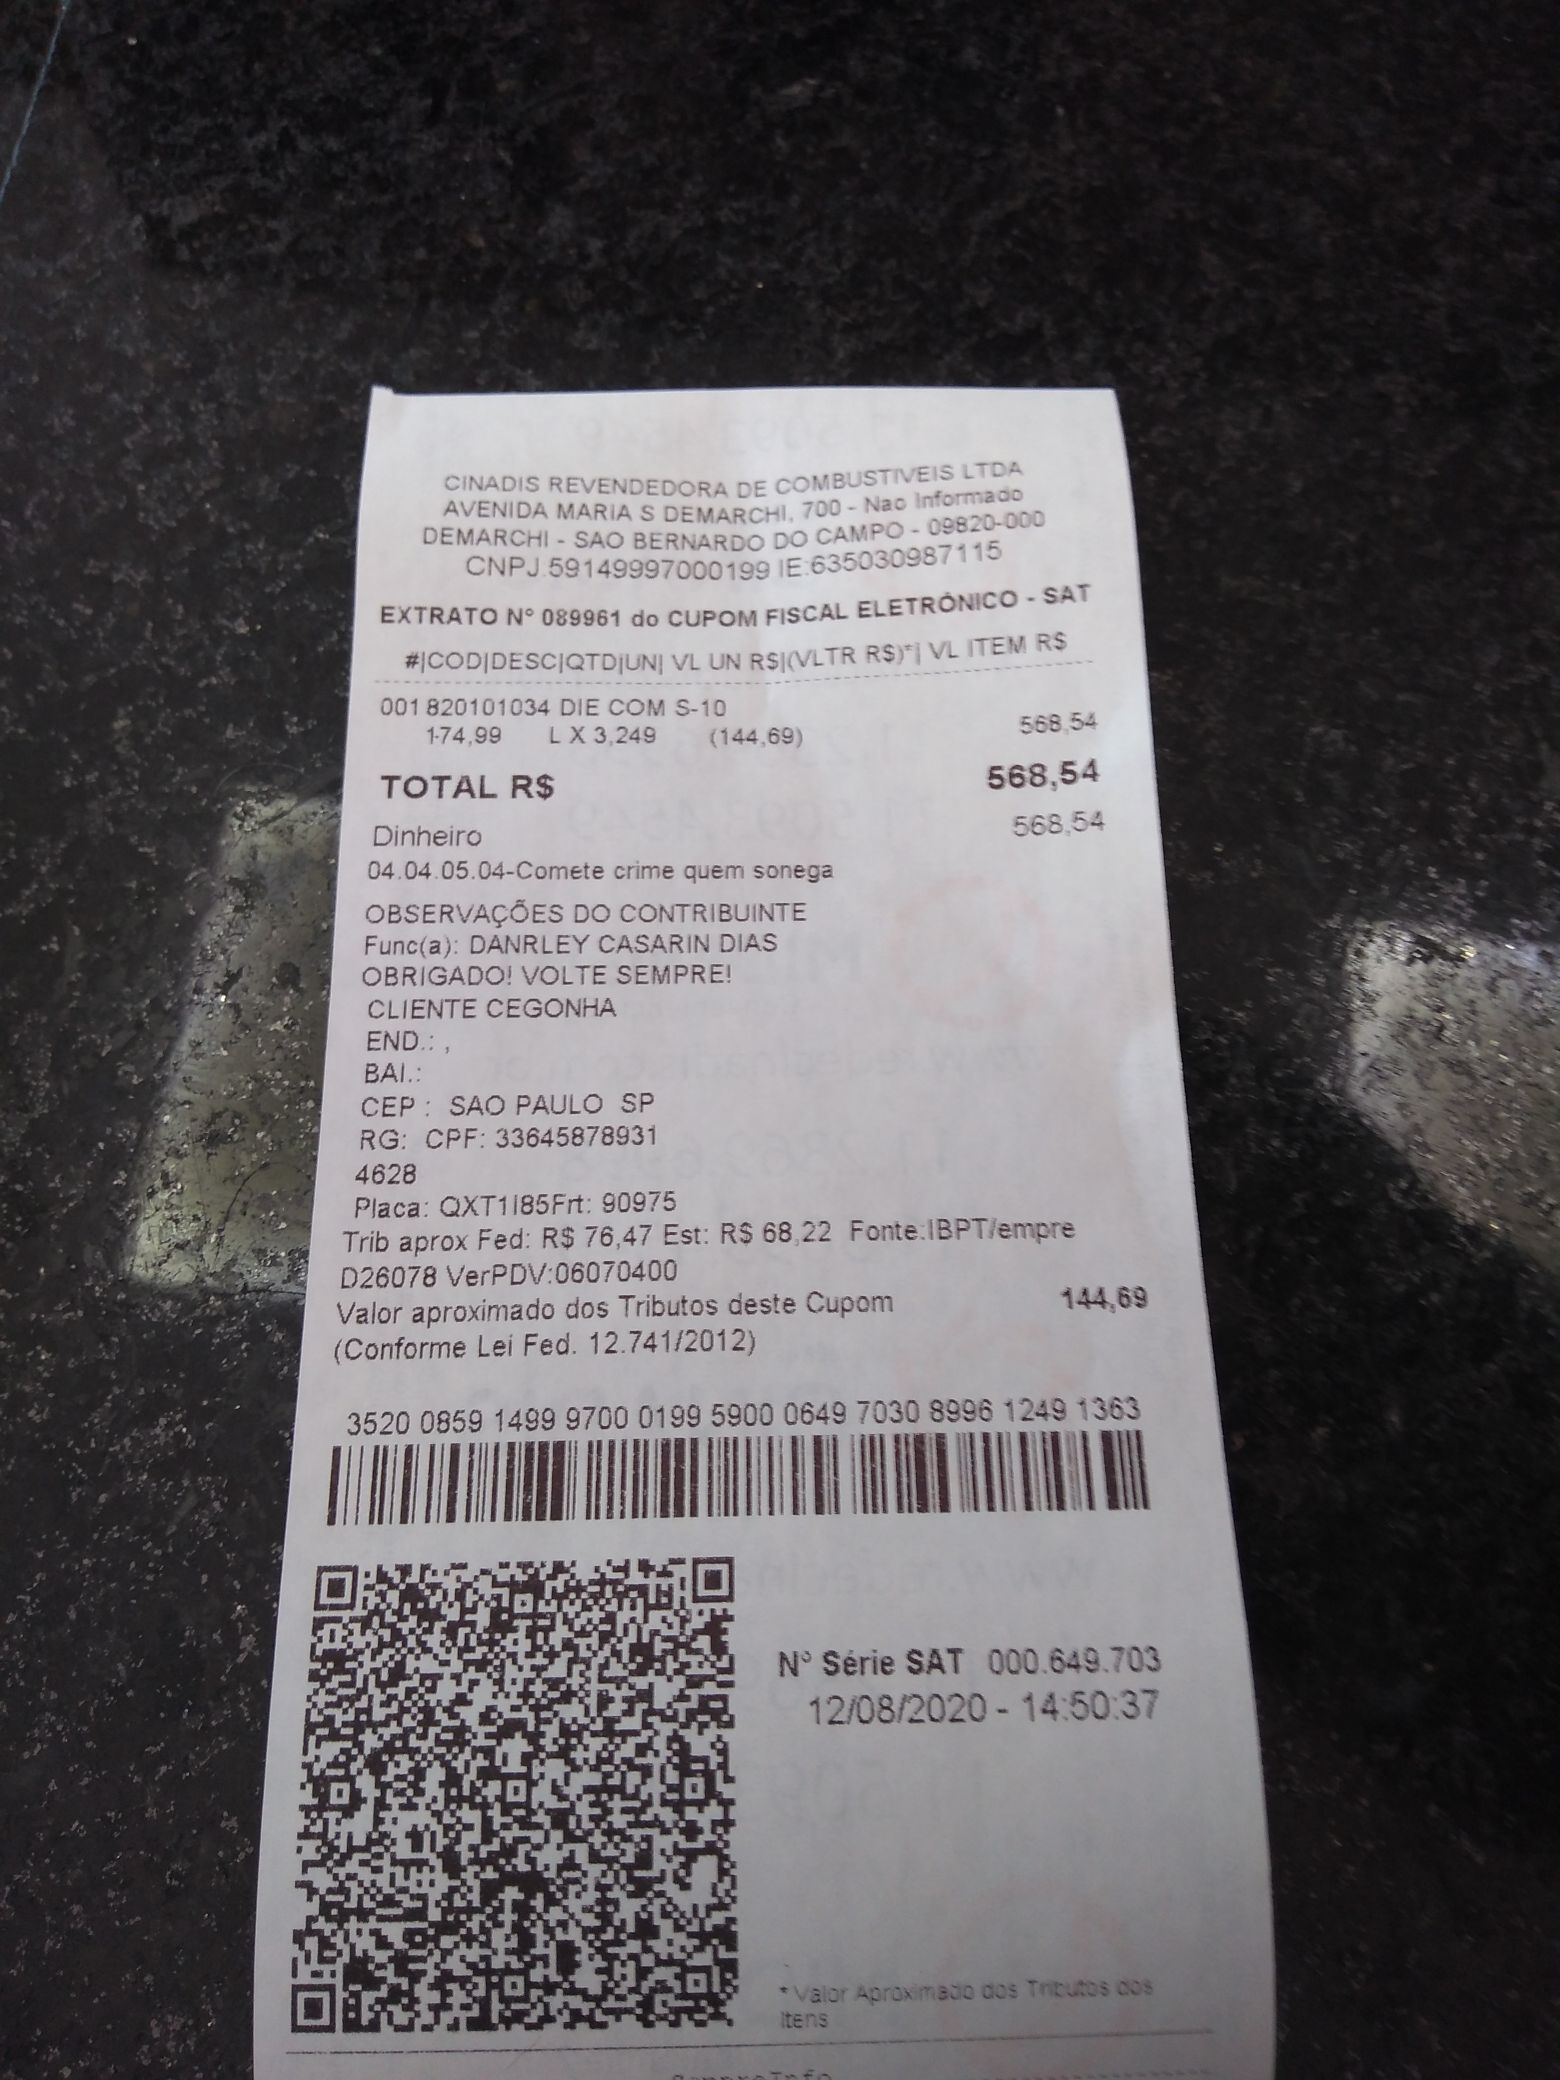 CINADIS REVENDEDORA DE COMBUSTIVEIS LTDA
AVENIDA MARIA S DEMARCHI, 700 - Nao Informado
DEMARCHI - SAO BERNARDO DO CAMPO - 09820-000
CNPJ.59149997000199 IE:635030987115
EXTRATO Nº 089961 do CUPOM FISCAL ELETRÔNICO - SAT
#|COD|DESC|QTD|UN| VL UN R$|(VLTR R$)*| VL ITEM R$
001 820101034 DIE COM S-10
174,99 L X 3,249 (144,69) 568,54
TOTAL R$ 568,54
Dinheiro 568,54
04.04.05.04-Comete crime quem sonega
OBSERVAÇÕES DO CONTRIBUINTE
Func(a): DANRLEY CASARIN DIAS
OBRIGADO! VOLTE SEMPRE!
CLIENTE CEGONHA
END.: ,
BAI.:
CEP : SAO PAULO SP
RG: CPF: 33645878931
4628
Placa: QXT1I85Frt: 90975
Trib aprox Fed: R$ 76,47 Est: R$ 68,22 Fonte:IBPT/empre
D26078 VerPDV:06070400
Valor aproximado dos Tributos deste Cupom 144,69
(Conforme Lei Fed. 12.741/2012)
3520 0859 1499 9700 0199 5900 0649 7030 8996 1249 1363
Nº Série SAT 000.649.703
12/08/2020 - 14:50:37
* Valor Aproximado dos Tributos dos
Itens